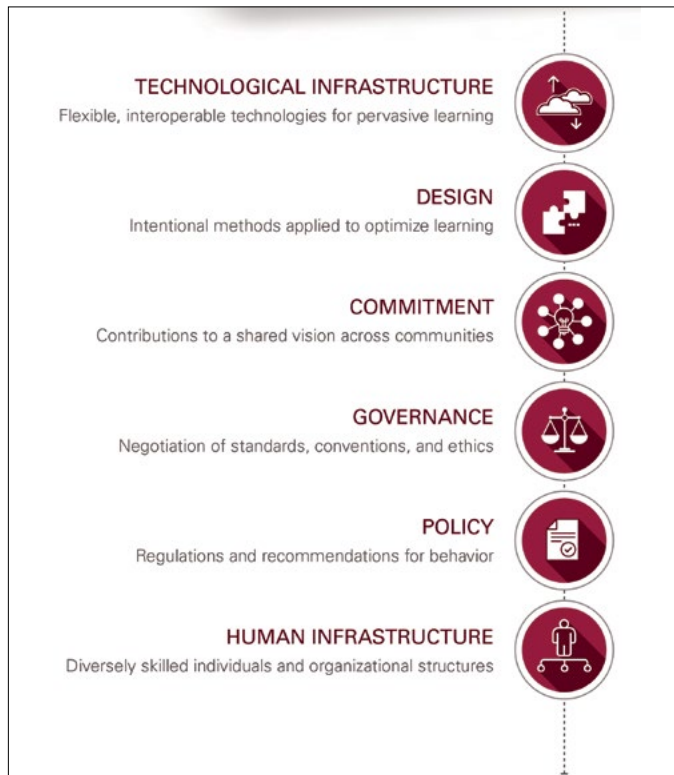 TECHNOLOGICAL INFRASTRUCTURE
Flexible, interoperable technologies for pervasive learning
DESIGN
Intentional methods applied to optimize learning
COMMITMENT
Contributions to a shared vision across communities
GOVERNANCE
Negotiation of standards, conventions, and ethics
POLICY
Regulations and recommendations for behavior
HUMAN INFRASTRUCTURE
Diversely skilled individuals and organizational structures